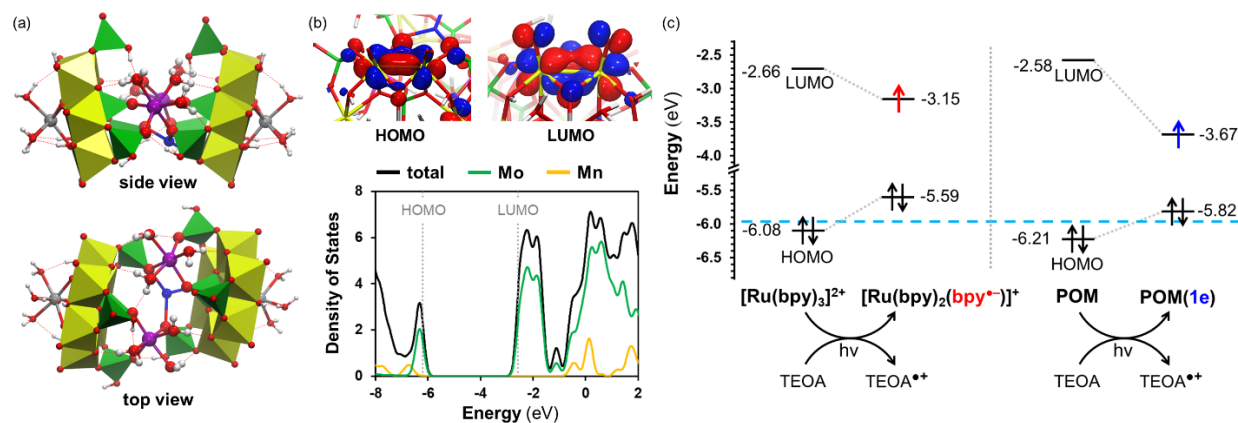 (a)
side view
top view
(b)
HOMO
LUMO
total
Mo
Mn
HOMO
LUMO
Density of States
8
6
4
2
0
-8
-6
-4
-2
0
2
Energy (eV)
(c)
Energy (eV)
-2.5
-3.0
-3.5
-4.0
-5.5
-6.0
-6.5
-2.66
LUMO
-3.15
-5.59
-6.08
HOMO
-2.58
LUMO
-3.67
-5.82
-6.21
HOMO
[Ru(bpy)₃]²⁺
[Ru(bpy)₂(bpy•–)]⁺
hν
TEOA
TEOA•+
POM
POM(1e)
hν
TEOA
TEOA•+